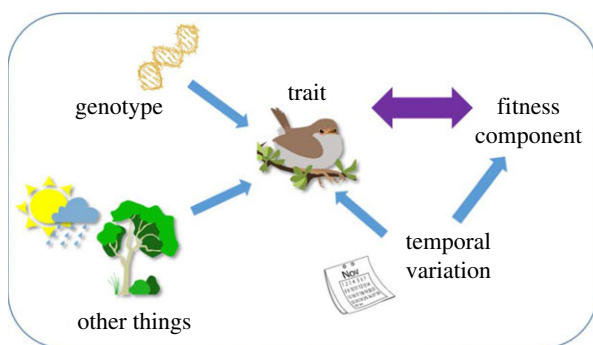 genotype
trait
fitness
component
temporal
variation
Nov
other things